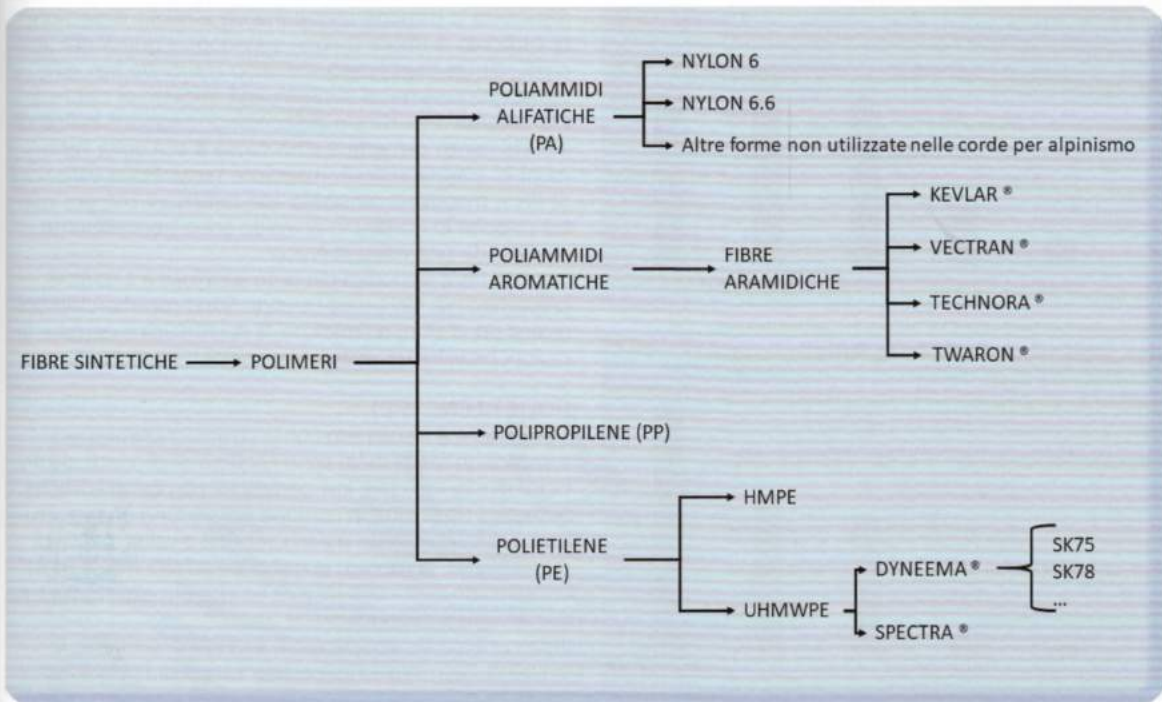 FIBRE SINTETICHE
POLIMERI
POLIAMMIDI
ALIFATICHE
(PA)
NYLON 6
NYLON 6.6
Altre forme non utilizzate nelle corde per alpinismo
POLIAMMIDI
AROMATICHE
FIBRE
ARAMIDICHE
KEVLAR ®
VECTRAN ®
TECHNORA ®
TWARON ®
POLIPROPILENE (PP)
POLIETILENE
(PE)
HMPE
UHMWPE
DYNEEMA ®
SK75
SK78
...
SPECTRA ®